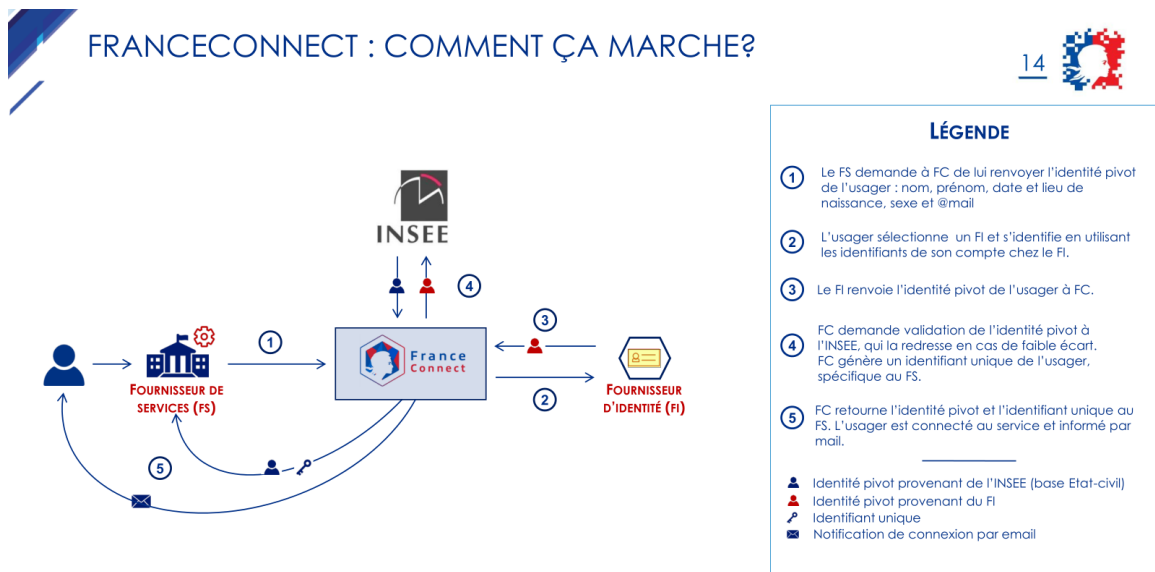 FRANCECONNECT : COMMENT ÇA MARCHE?
14
INSEE
4
3
1
France
Connect
2
FOURNISSEUR DE
SERVICES (FS)
FOURNISSEUR
D'IDENTITÉ (FI)
5
LÉGENDE
1 Le FS demande à FC de lui renvoyer l'identité pivot
de l'usager : nom, prénom, date et lieu de
naissance, sexe et @mail
2 L'usager sélectionne un FI et s'identifie en utilisant
les identifiants de son compte chez le FI.
3 Le FI renvoie l'identité pivot de l'usager à FC.
4 FC demande validation de l'identité pivot à
l'INSEE, qui la redresse en cas de faible écart.
FC génère un identifiant unique de l'usager,
spécifique au FS.
5 FC retourne l'identité pivot et l'identifiant unique au
FS. L'usager est connecté au service et informé par
mail.
Identité pivot provenant de l'INSEE (base Etat-civil)
Identité pivot provenant du FI
Identifiant unique
Notification de connexion par email